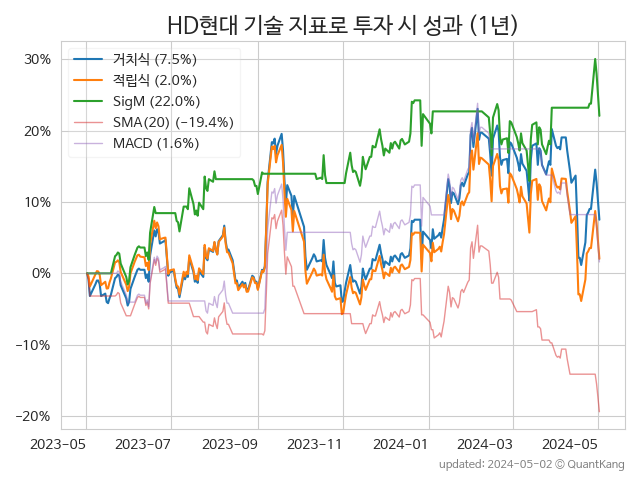 HD현대 기술 지표로 투자 시 성과 (1년)
거치식 (7.5%)
적립식 (2.0%)
SigM (22.0%)
SMA(20) (−19.4%)
MACD (1.6%)
30%
20%
10%
0%
−10%
−20%
2023−05 2023−07 2023−09 2023−11 2024−01 2024−03 2024−05
updated: 2024−05−02 ⓒ QuantKang